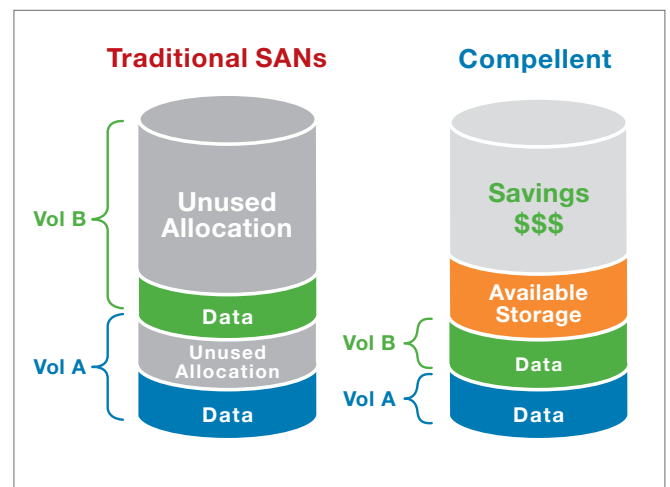 Traditional SANs
Vol B
Unused
Allocation
Data
Vol A
Unused
Allocation
Data
Compellent
Savings
$$$
Available
Storage
Vol B
Data
Vol A
Data